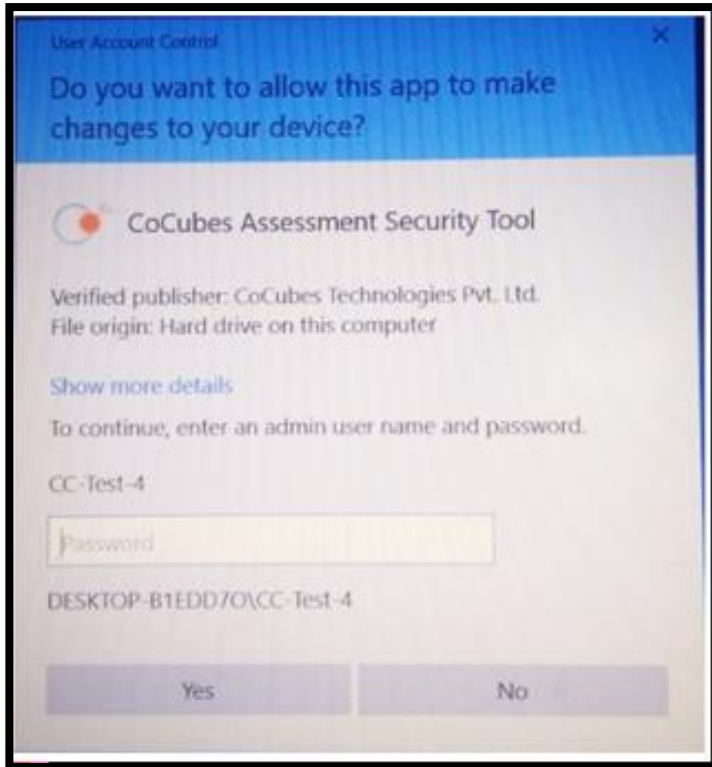 User Account Control
Do you want to allow this app to make
changes to your device?
CoCubes Assessment Security Tool
Verified publisher: CoCubes Technologies Pvt. Ltd.
File origin: Hard drive on this computer
Show more details
To continue, enter an admin user name and password.
CC-Test-4
Password
DESKTOP-B1EDD7O\CC-Test-4
Yes
No